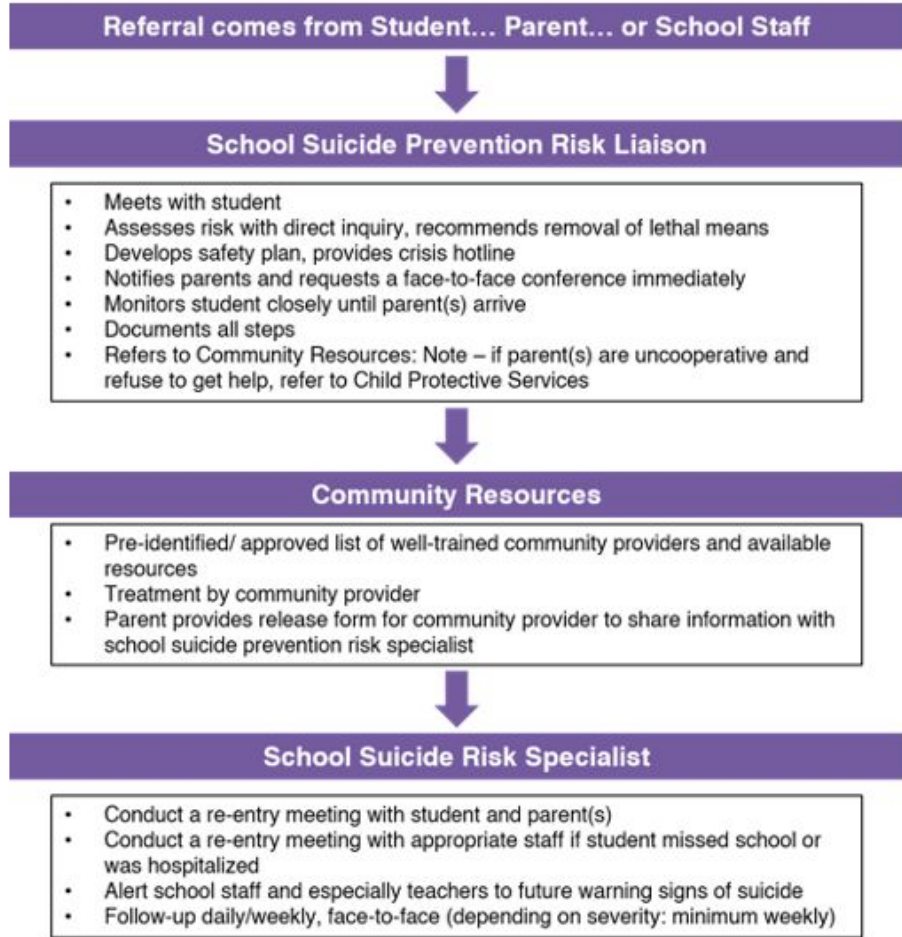 Referral comes from Student... Parent... or School Staff
School Suicide Prevention Risk Liaison
• Meets with student
• Assesses risk with direct inquiry, recommends removal of lethal means
• Develops safety plan, provides crisis hotline
• Notifies parents and requests a face-to-face conference immediately
• Monitors student closely until parent(s) arrive
• Documents all steps
• Refers to Community Resources: Note – if parent(s) are uncooperative and
refuse to get help, refer to Child Protective Services
Community Resources
• Pre-identified/ approved list of well-trained community providers and available
resources
• Treatment by community provider
• Parent provides release form for community provider to share information with
school suicide prevention risk specialist
School Suicide Risk Specialist
• Conduct a re-entry meeting with student and parent(s)
• Conduct a re-entry meeting with appropriate staff if student missed school or
was hospitalized
• Alert school staff and especially teachers to future warning signs of suicide
• Follow-up daily/weekly, face-to-face (depending on severity: minimum weekly)